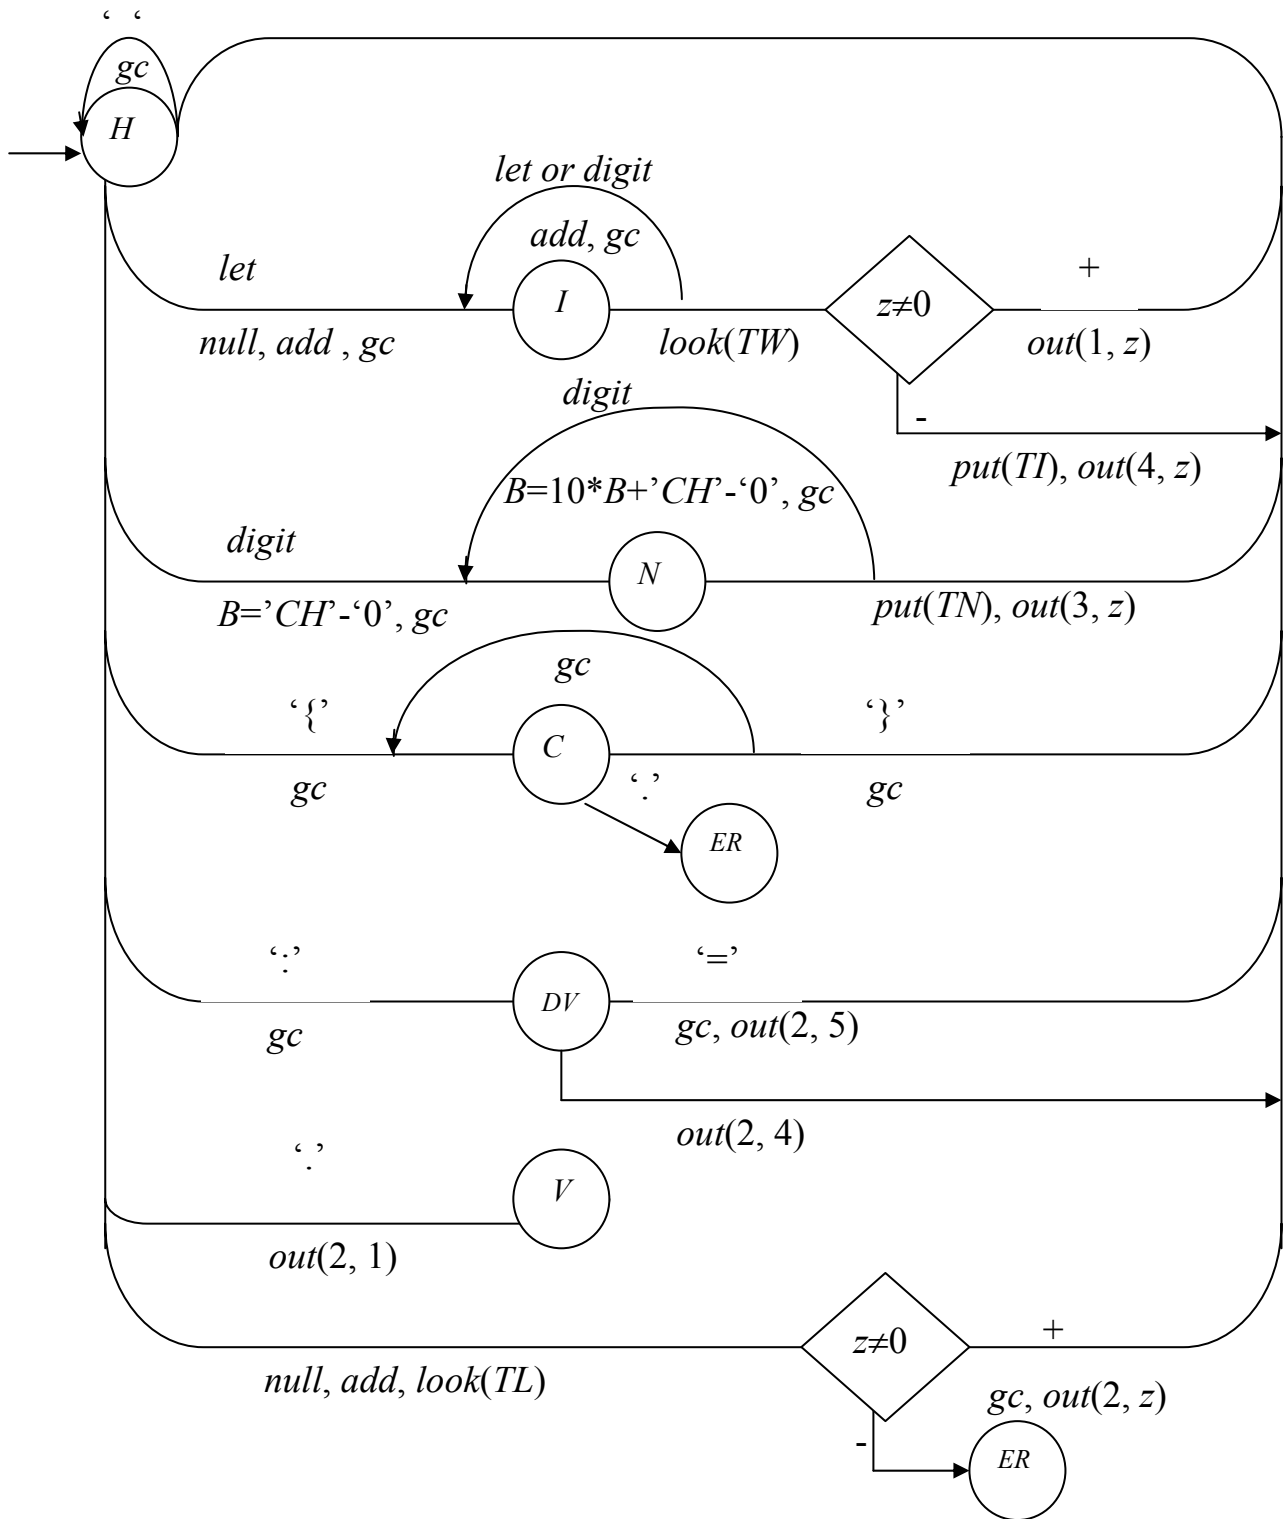 ‘ ‘
gc
H
let or digit
add, gc
let
I
z≠0
+
null, add , gc
look(TW)
out(1, z)
digit
-
put(TI), out(4, z)
B=10*B+’CH’-‘0’, gc
digit
N
B=’CH’-‘0’, gc
put(TN), out(3, z)
gc
‘{’
C
‘}’
gc
‘.’
gc
ER
‘:’
‘=’
DV
gc
gc, out(2, 5)
out(2, 4)
‘.’
V
out(2, 1)
z≠0
+
null, add, look(TL)
gc, out(2, z)
-
ER